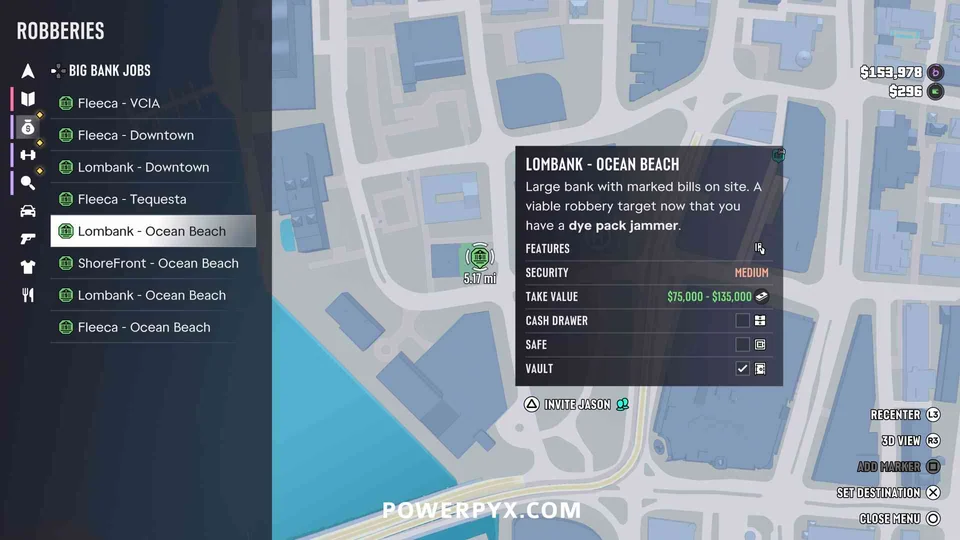 ROBBERIES
BIG BANK JOBS
Fleeca - VCIA
Fleeca - Downtown
Lombank - Downtown
Fleeca - Tequesta
Lombank - Ocean Beach
ShoreFront - Ocean Beach
Lombank - Ocean Beach
Fleeca - Ocean Beach
$153,978
$296
5.17 mi
LOMBANK - OCEAN BEACH
Large bank with marked bills on site. A
viable robbery target now that you
have a dye pack jammer.
FEATURES
SECURITY MEDIUM
TAKE VALUE $75,000 - $135,000
CASH DRAWER
SAFE
VAULT
INVITE JASON
RECENTER L3
3D VIEW R3
ADD MARKER
SET DESTINATION
CLOSE MENU
POWERPYX.COM